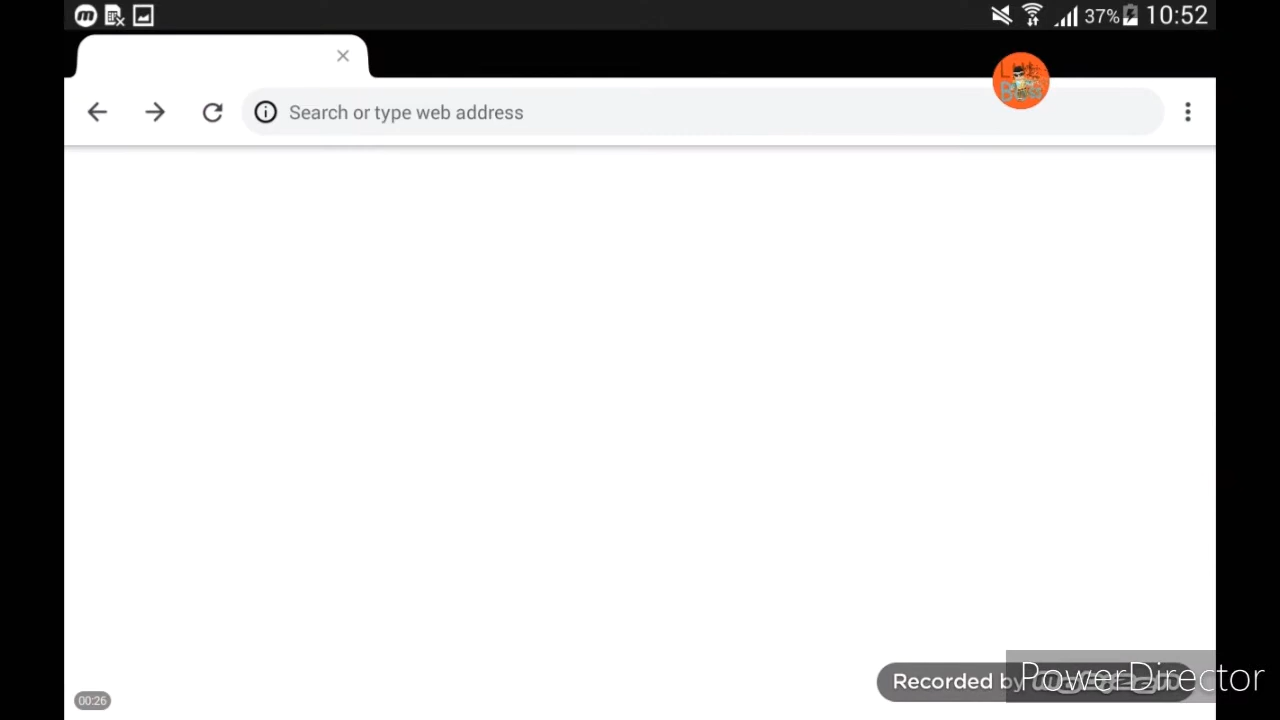 37% 10:52
Search or type web address
00:26
Recorded by
PowerDirector